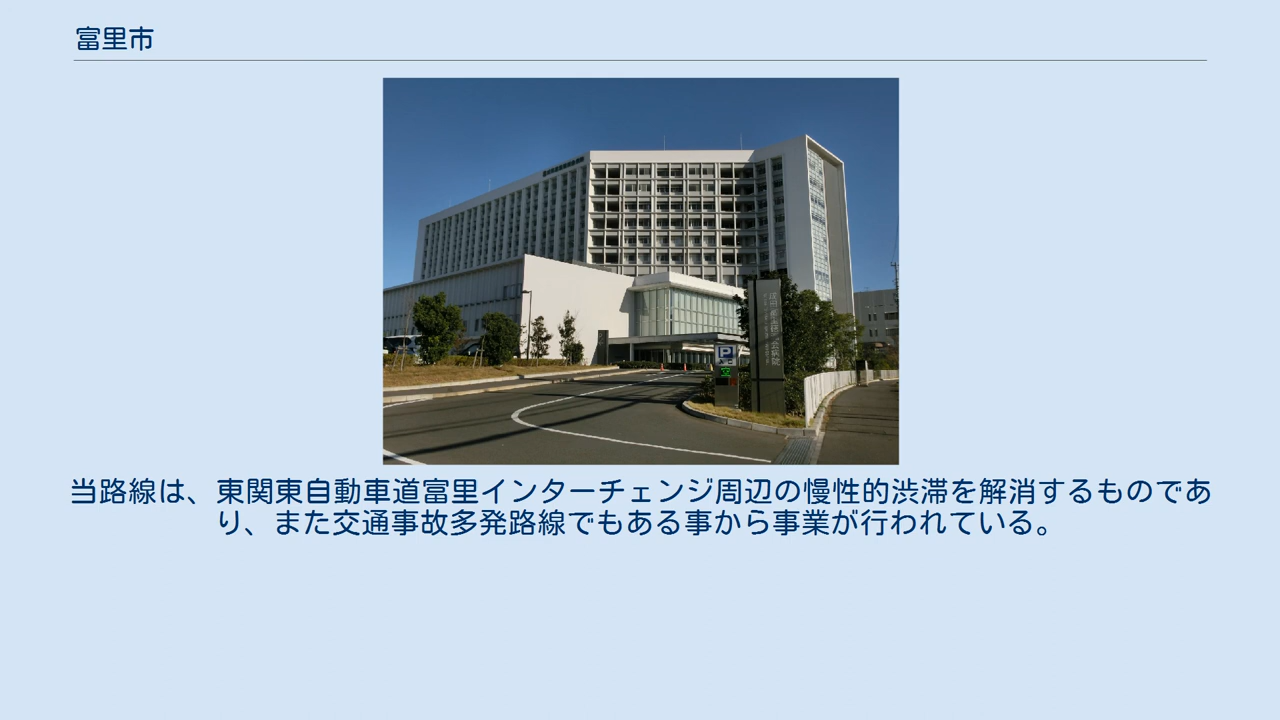 富里市
P
空
当路線は、東関東自動車道富里インターチェンジ周辺の慢性的渋滞を解消するものであ
り、また交通事故多発路線でもある事から事業が行われている。